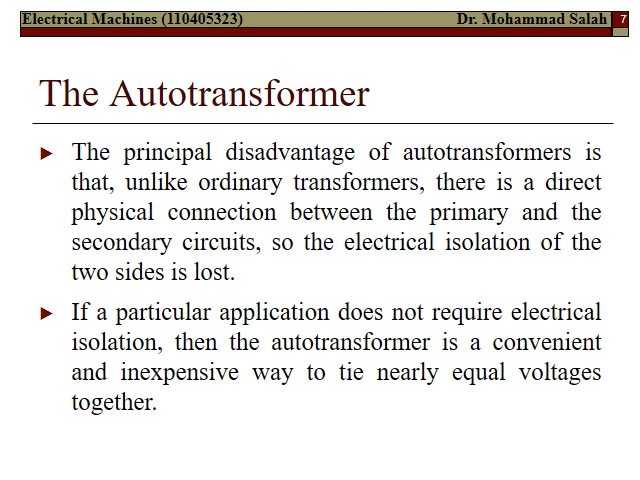 Electrical Machines (110405323) Dr. Mohammad Salah 7
The Autotransformer
The principal disadvantage of autotransformers is
that, unlike ordinary transformers, there is a direct
physical connection between the primary and the
secondary circuits, so the electrical isolation of the
two sides is lost.
If a particular application does not require electrical
isolation, then the autotransformer is a convenient
and inexpensive way to tie nearly equal voltages
together.